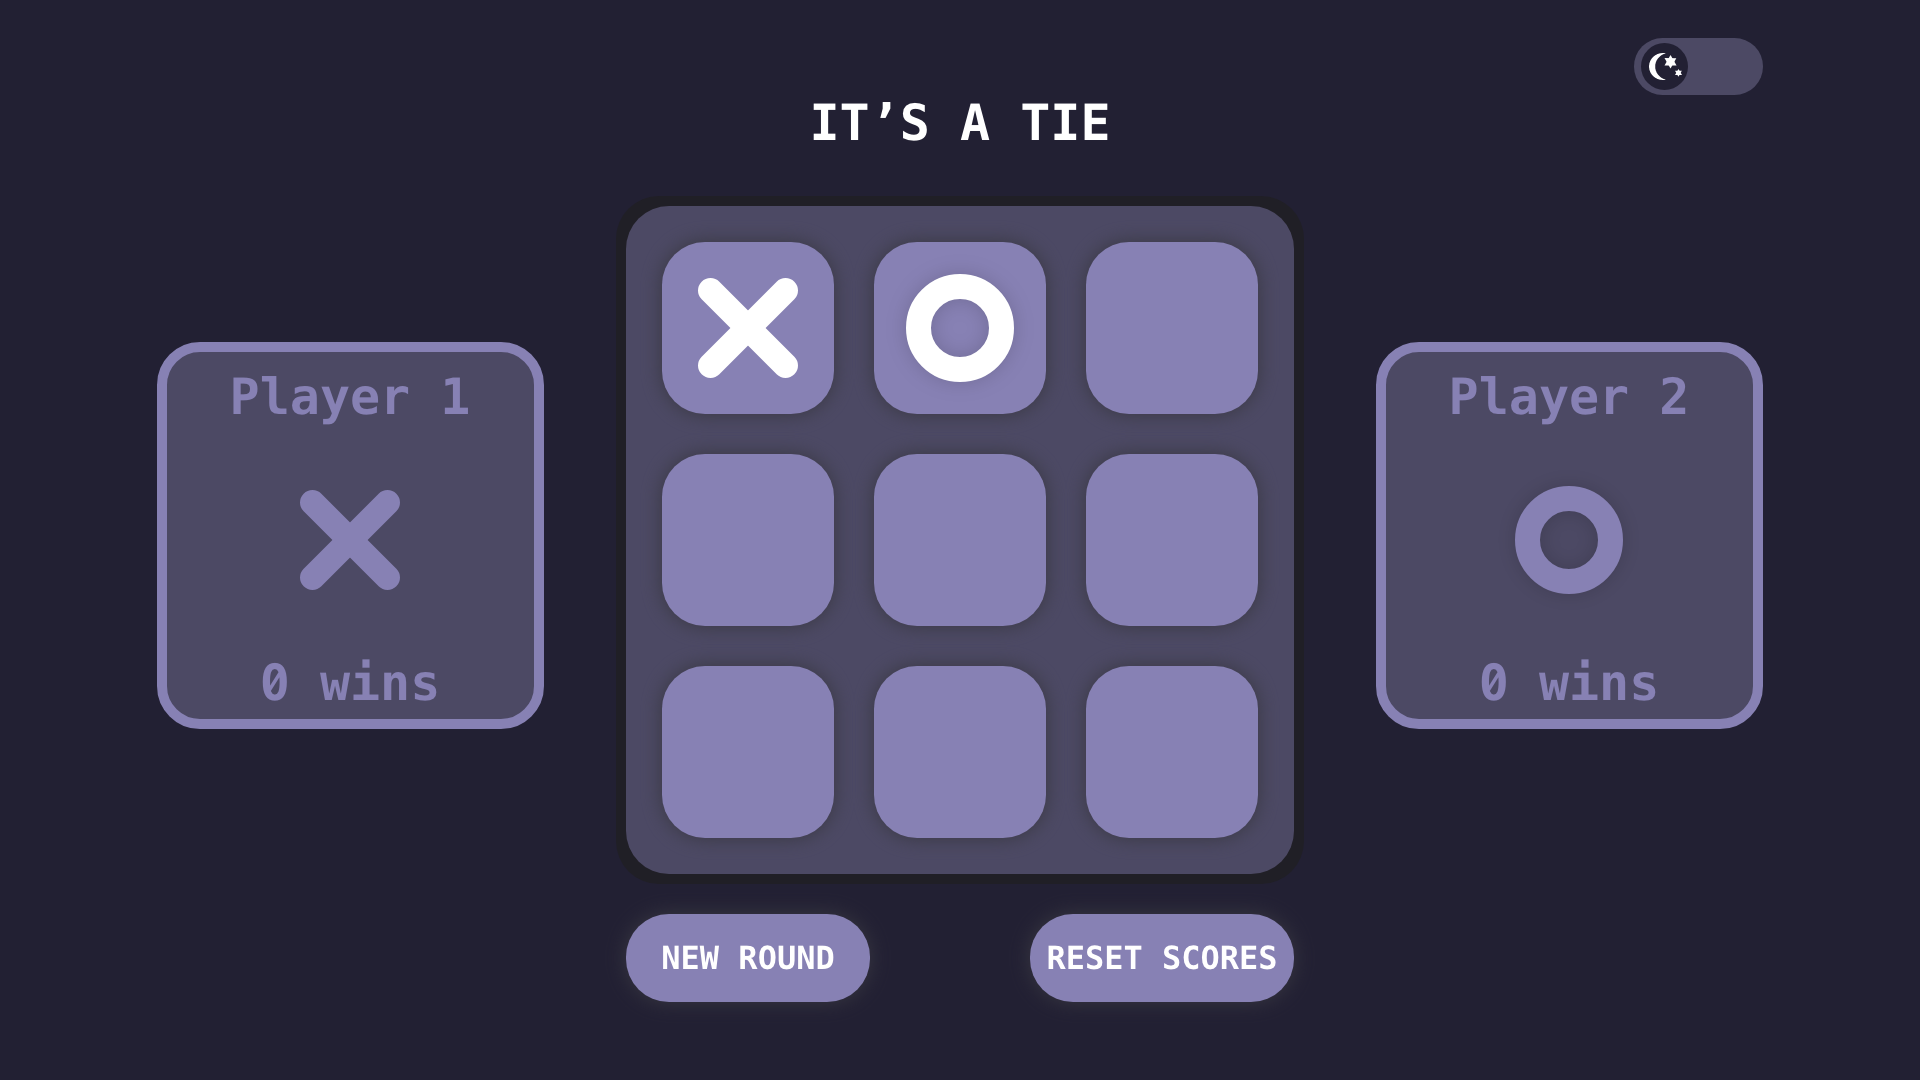 IT’S A TIE
Player 1
0 wins
Player 2
0 wins
NEW ROUND
RESET SCORES